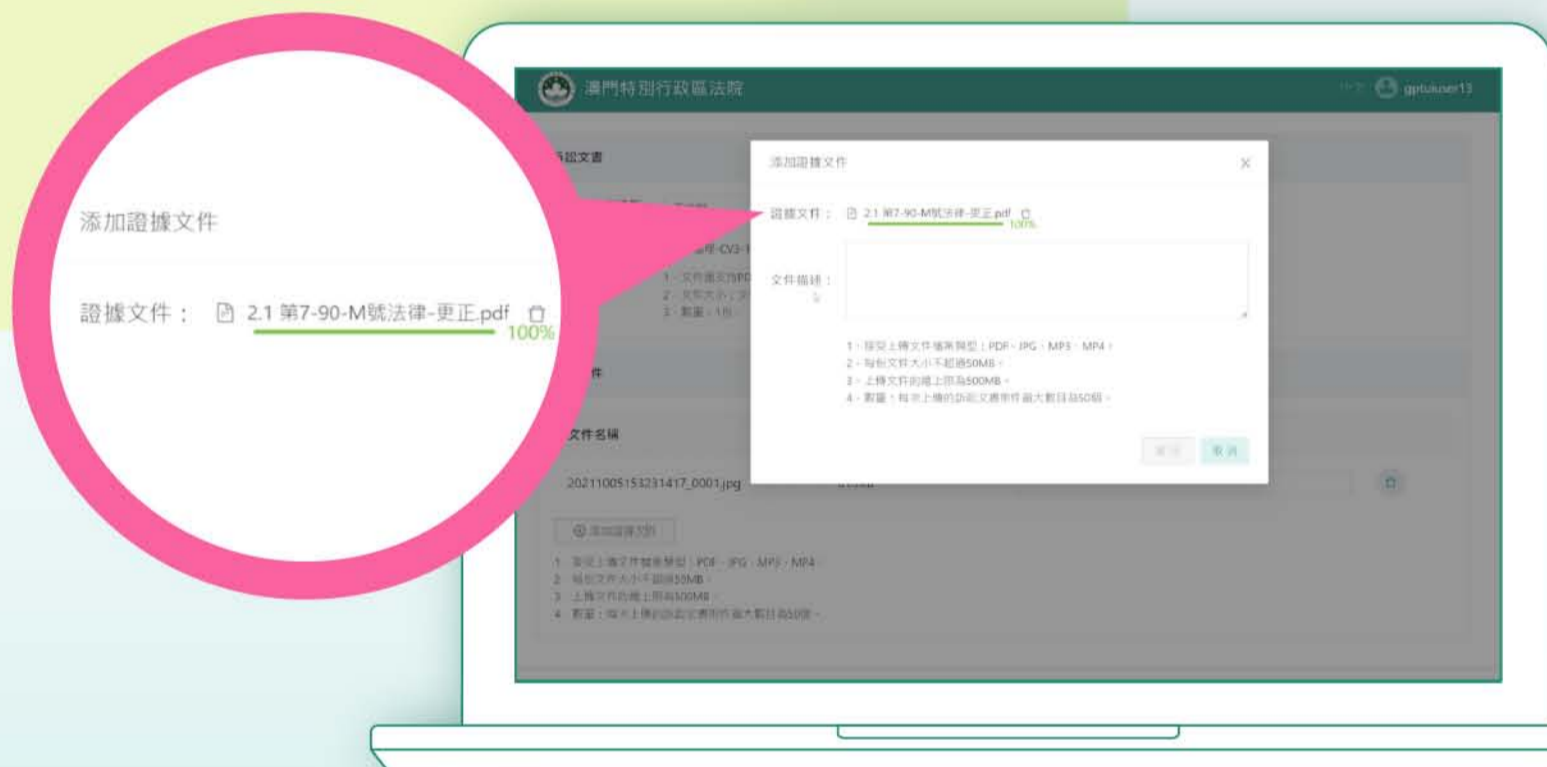 添加證據文件
證據文件： 2.1 第7-90-M號法律-更正.pdf
100%
澳門特別行政區法院
gptuiuser13
訴訟文書
添加證據文件
證據文件： 2.1 第7-90-M號法律-更正.pdf
100%
文件描述：
1、接受上傳文件檔案類型：PDF、JPG、MP3、MP4。
2、每份文件大小不超過50MB。
3、上傳文件的總上限為500MB。
4、數量：每次上傳的訴訟文書附件最大數目為50個。
取消
件
文件名稱
20211005153231417_0001.jpg
添加證據文件
1、接受上傳文件檔案類型：PDF、JPG、MP3、MP4。
2、每份文件大小不超過50MB。
3、上傳文件的總上限為500MB。
4、數量：每次上傳的訴訟文書附件最大數目為50個。